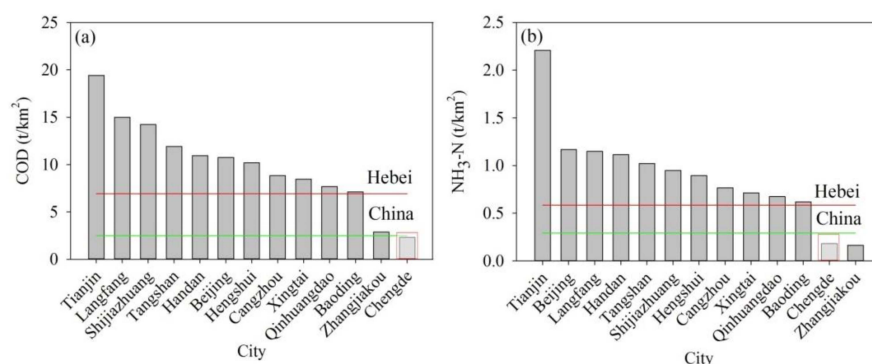 (a)
COD (t/km²)
25
20
15
10
5
0
Hebei
China
Tianjin
Langfang
Shijiazhuang
Tangshan
Handan
Beijing
Hengshui
Cangzhou
Xingtai
Qinhuangdao
Baoding
Zhangjiakou
Chengde
City
(b)
NH₃-N (t/km²)
2.5
2.0
1.5
1.0
0.5
0.0
Hebei
China
Tianjin
Beijing
Langfang
Handan
Tangshan
Shijiazhuang
Hengshui
Cangzhou
Xingtai
Qinhuangdao
Baoding
Chengde
Zhangjiakou
City